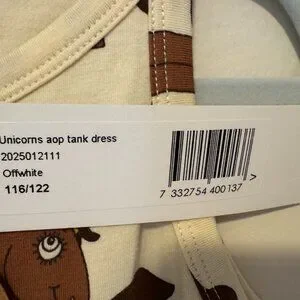 Unicorns aop tank dress
2025012111
Offwhite
116/122
7 332754 400137 >